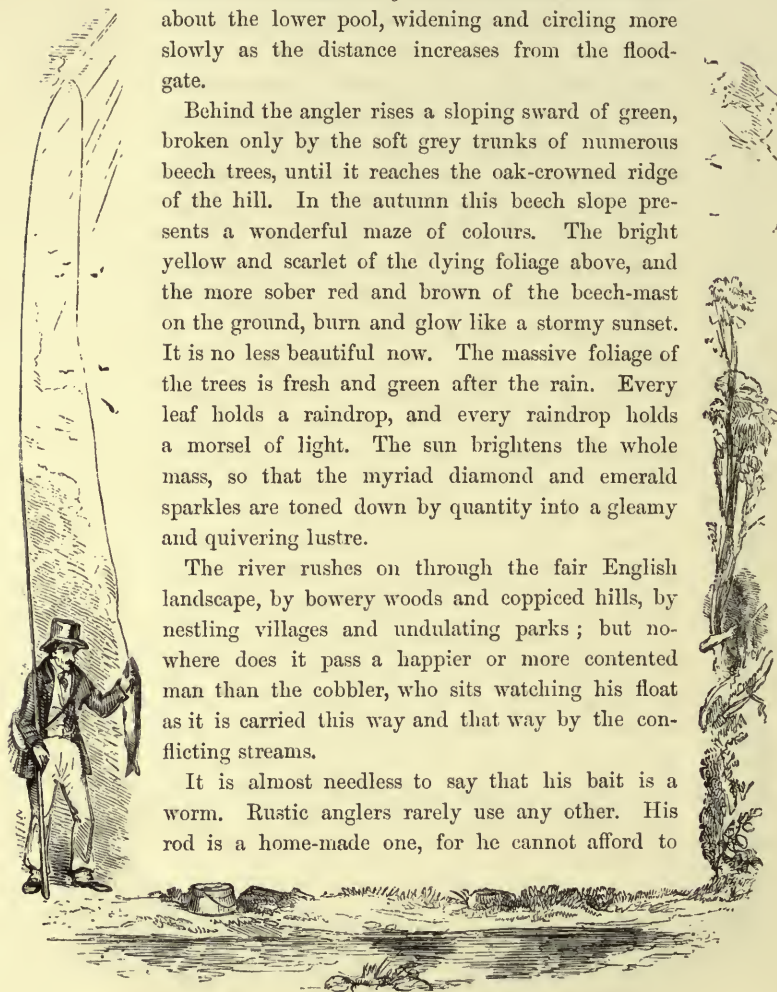 about the lower pool, widening and circling more
slowly as the distance increases from the flood-
gate.
Behind the angler rises a sloping sward of green,
broken only by the soft grey trunks of numerous
beech trees, until it reaches the oak-crowned ridge
of the hill. In the autumn this beech slope pre-
sents a wonderful maze of colours. The bright
yellow and scarlet of the dying foliage above, and
the more sober red and brown of the beech-mast
on the ground, burn and glow like a stormy sunset.
It is no less beautiful now. The massive foliage of
the trees is fresh and green after the rain. Every
leaf holds a raindrop, and every raindrop holds
a morsel of light. The sun brightens the whole
mass, so that the myriad diamond and emerald
sparkles are toned down by quantity into a gleamy
and quivering lustre.
The river rushes on through the fair English
landscape, by bowery woods and coppiced hills, by
nestling villages and undulating parks ; but no-
where does it pass a happier or more contented
man than the cobbler, who sits watching his float
as it is carried this way and that way by the con-
flicting streams.
It is almost needless to say that his bait is a
worm. Rustic anglers rarely use any other. His
rod is a home-made one, for he cannot afford to